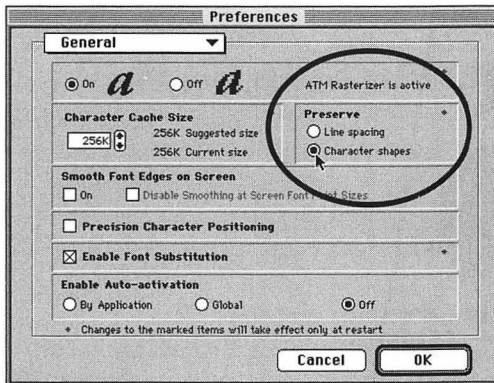 Preferences
General
On a Off a ATM Rasterizer is active
Character Cache Size
256K 256K Suggested size
256K Current size
Preserve
Line spacing
Character shapes
Smooth Font Edges on Screen
On Disable Smoothing at Screen Font Point Sizes
Precision Character Positioning
Enable Font Substitution
Enable Auto-activation
By Application Global Off
Changes to the marked items will take effect only at restart
Cancel OK